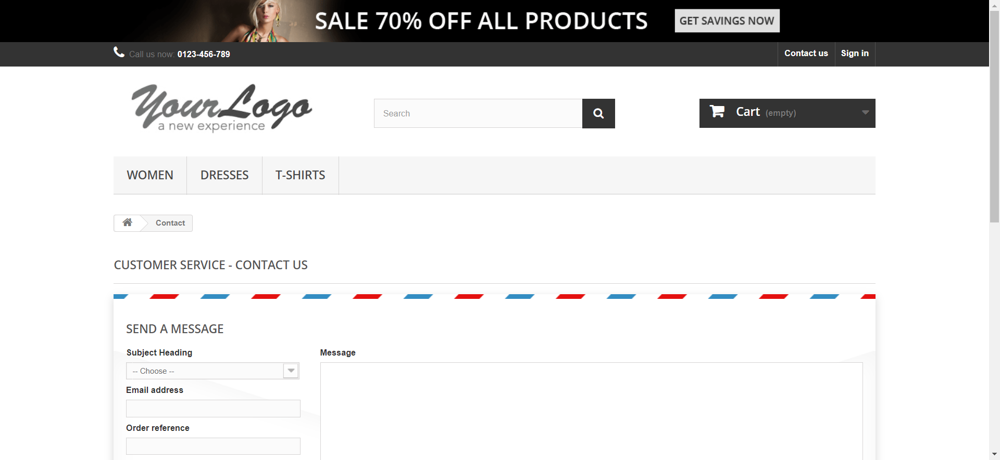 SALE 70% OFF ALL PRODUCTS
GET SAVINGS NOW
Call us now: 0123-456-789
Contact us
Sign in
YourLogo
a new experience
Search
Cart (empty)
WOMEN
DRESSES
T-SHIRTS
Contact
CUSTOMER SERVICE - CONTACT US
SEND A MESSAGE
Subject Heading
Message
-- Choose --
Email address
Order reference